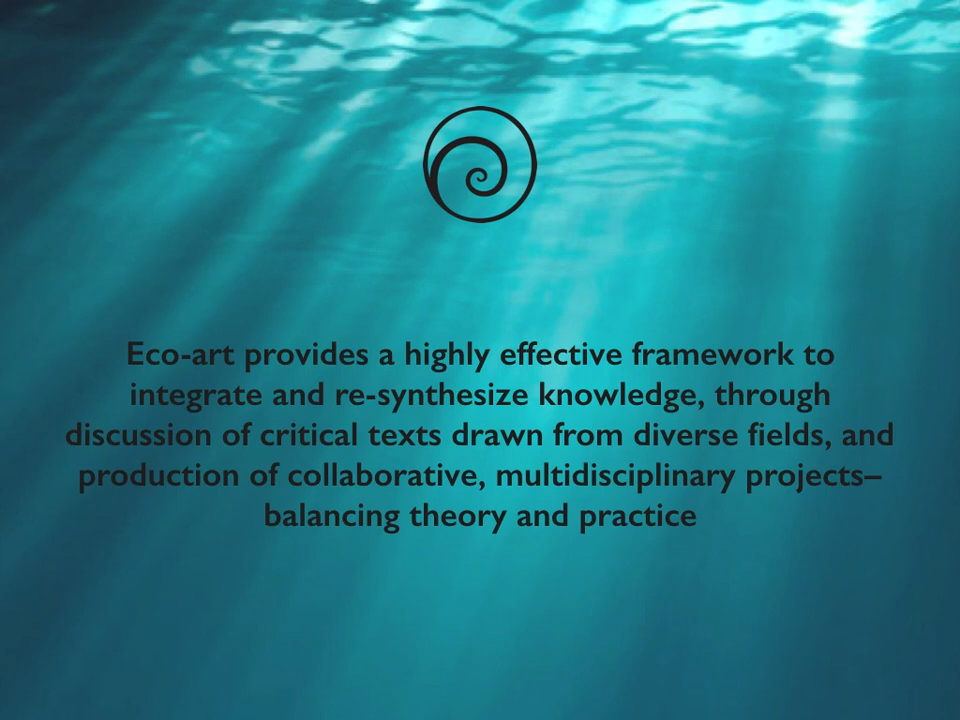 Eco-art provides a highly effective framework to
integrate and re-synthesize knowledge, through
discussion of critical texts drawn from diverse fields, and
production of collaborative, multidisciplinary projects–
balancing theory and practice